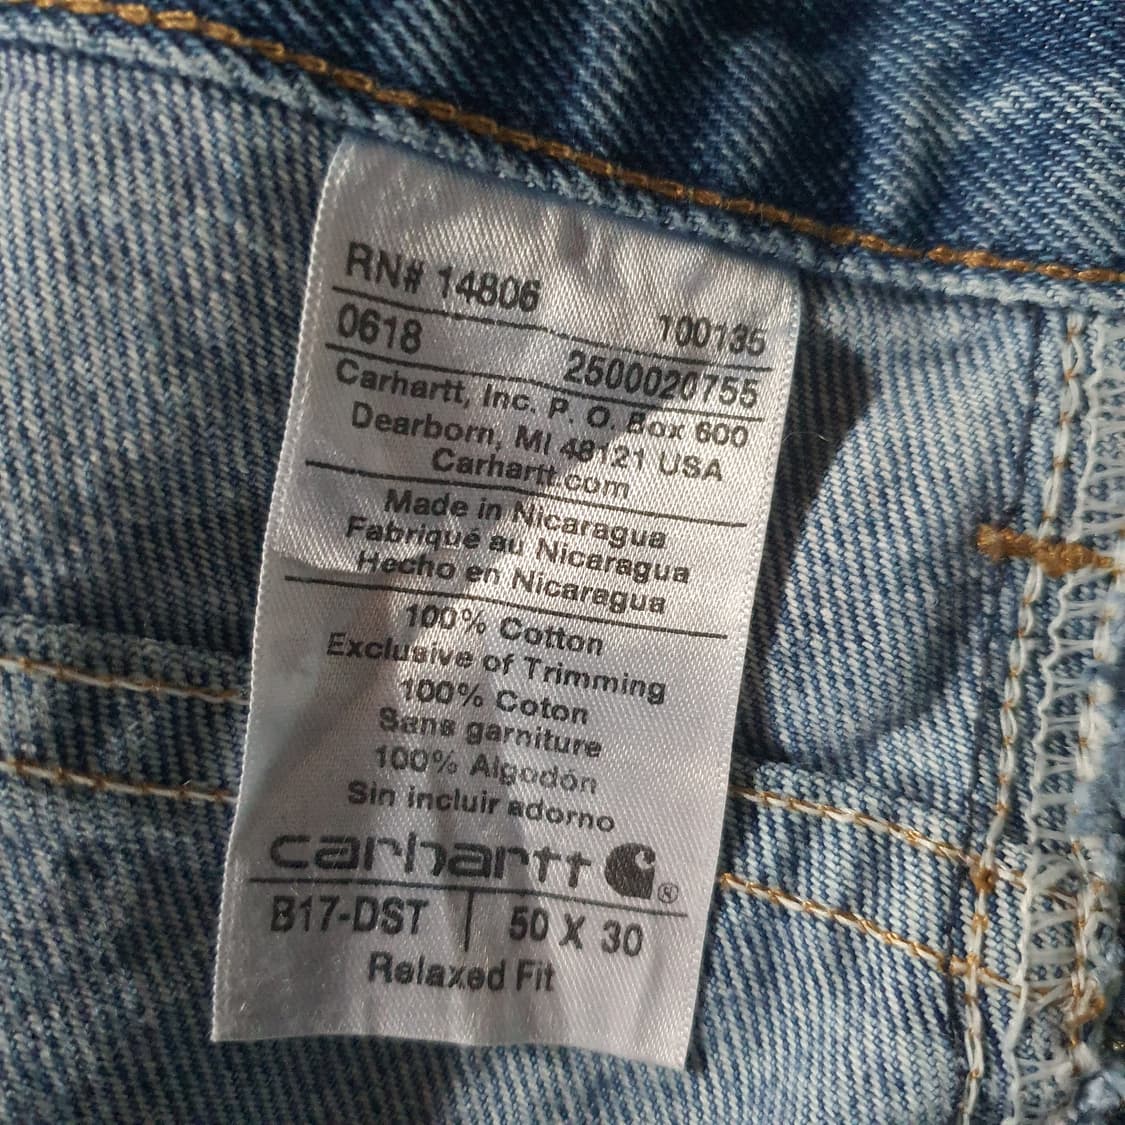 RN# 14806 100135
0618 2500020755
Carhartt, Inc. P. O. Box 600
Dearborn, MI 48121 USA
Carhartt.com
Made in Nicaragua
Fabriqué au Nicaragua
Hecho en Nicaragua
100% Cotton
Exclusive of Trimming
100% Coton
Sans garniture
100% Algodón
Sin incluir adorno
carhartt ®
B17-DST | 50 X 30
Relaxed Fit